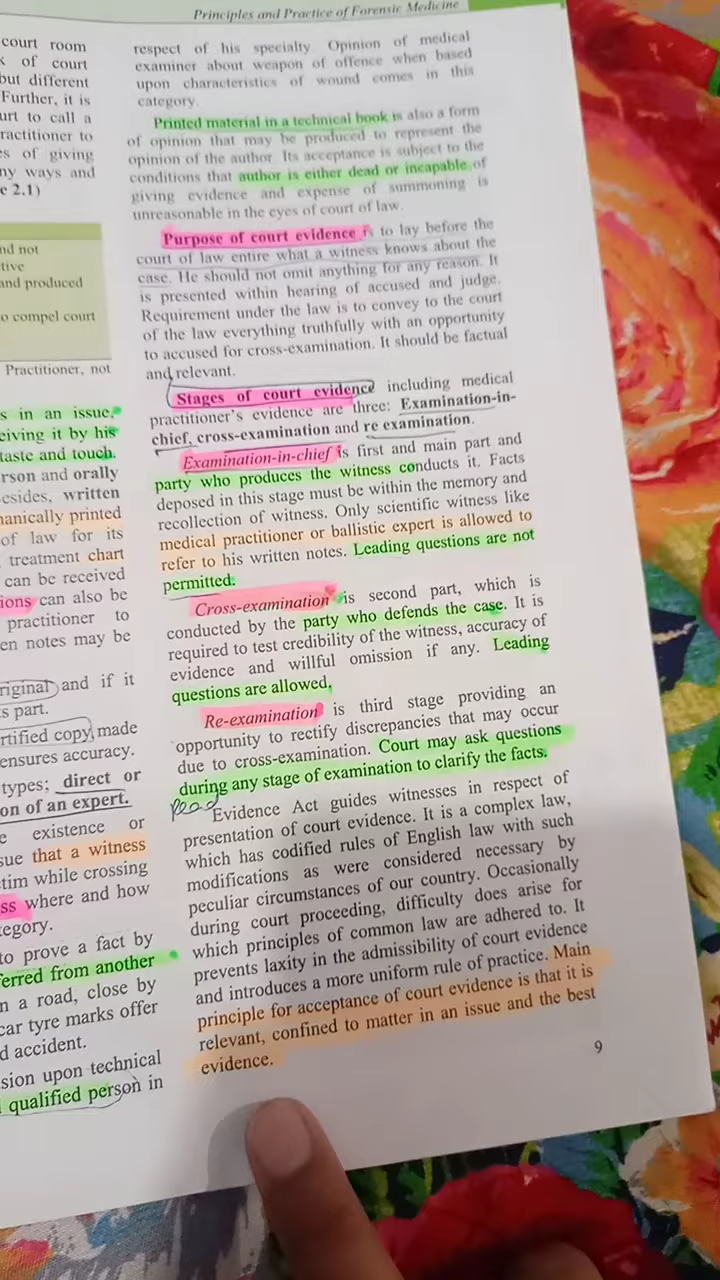 Principles and Practice of Forensic Medicine
court room
of court
but different
Further, it is
urt to call a
ractitioner to
s of giving
ny ways and
e 2.1)
nd not
tive
and produced
o compel court
Practitioner, not
s in an issue,
eiving it by his
taste and touch.
rson and orally
esides, written
hanically printed
of law for its
treatment chart
can be received
ions can also be
practitioner to
en notes may be
riginal and if it
s part.
rtified copy, made
ensures accuracy.
types; direct or
on of an expert.
e existence or
sue that a witness
tim while crossing
ss where and how
tegory.
to prove a fact by
ferred from another
n a road, close by
car tyre marks offer
d accident.
sion upon technical
qualified person in
respect of his specialty Opinion of medical
examiner about weapon of offence when based
upon characteristics of wound comes in this
category.
Printed material in a technical book is also a form
of opinion that may be produced to represent the
opinion of the author. Its acceptance is subject to the
conditions that author is either dead or incapable of
giving evidence and expense of summoning is
unreasonable in the eyes of court of law.
Purpose of court evidence is to lay before the
court of law entire what a witness knows about the
case. He should not omit anything for any reason. It
is presented within hearing of accused and judge.
Requirement under the law is to convey to the court
of the law everything truthfully with an opportunity
to accused for cross-examination. It should be factual
and relevant.
Stages of court evidence including medical
practitioner's evidence are three: Examination-in-
chief, cross-examination and re examination.
Examination-in-chief is first and main part and
party who produces the witness conducts it. Facts
deposed in this stage must be within the memory and
recollection of witness. Only scientific witness like
medical practitioner or ballistic expert is allowed to
refer to his written notes. Leading questions are not
permitted.
Cross-examination is second part, which is
conducted by the party who defends the case. It is
required to test credibility of the witness, accuracy of
evidence and willful omission if any. Leading
questions are allowed.
Re-examination is third stage providing an
opportunity to rectify discrepancies that may occur
due to cross-examination. Court may ask questions
during any stage of examination to clarify the facts.
Read
Evidence Act guides witnesses in respect of
presentation of court evidence. It is a complex law,
which has codified rules of English law with such
modifications as were considered necessary by
peculiar circumstances of our country. Occasionally
during court proceeding, difficulty does arise for
which principles of common law are adhered to. It
prevents laxity in the admissibility of court evidence
and introduces a more uniform rule of practice. Main
principle for acceptance of court evidence is that it is
relevant, confined to matter in an issue and the best
evidence.
9